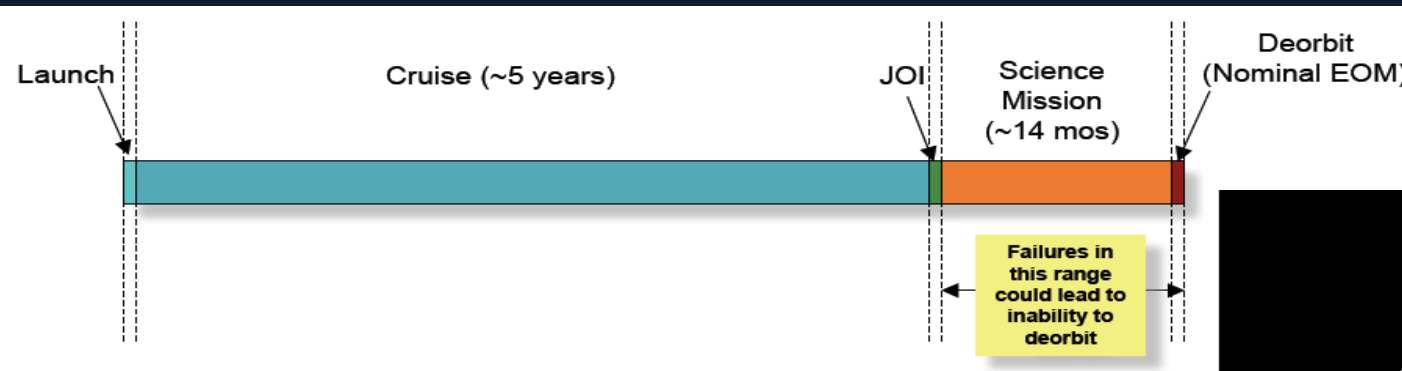 Launch
Cruise (~5 years)
JOI
Science
Mission
(~14 mos)
Deorbit
(Nominal EOM)
Failures in
this range
could lead to
inability to
deorbit